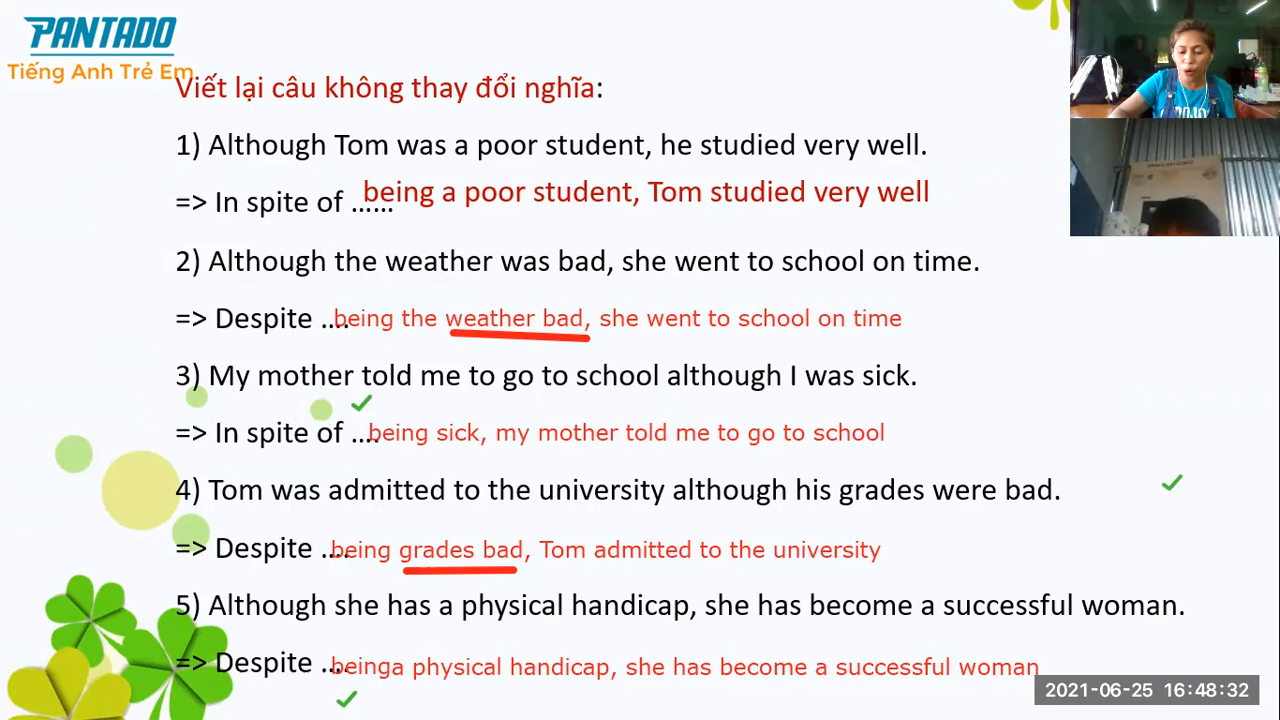 PANTADO
Tiếng Anh Trẻ Em
Viết lại câu không thay đổi nghĩa:
1) Although Tom was a poor student, he studied very well.
=> In spite of ......being a poor student, Tom studied very well
2) Although the weather was bad, she went to school on time.
=> Despite ....being the weather bad, she went to school on time
3) My mother told me to go to school although I was sick.
=> In spite of ....being sick, my mother told me to go to school
4) Tom was admitted to the university although his grades were bad.
=> Despite ....being grades bad, Tom admitted to the university
5) Although she has a physical handicap, she has become a successful woman.
=> Despite ....beinga physical handicap, she has become a successful woman
2021-06-25 16:48:32